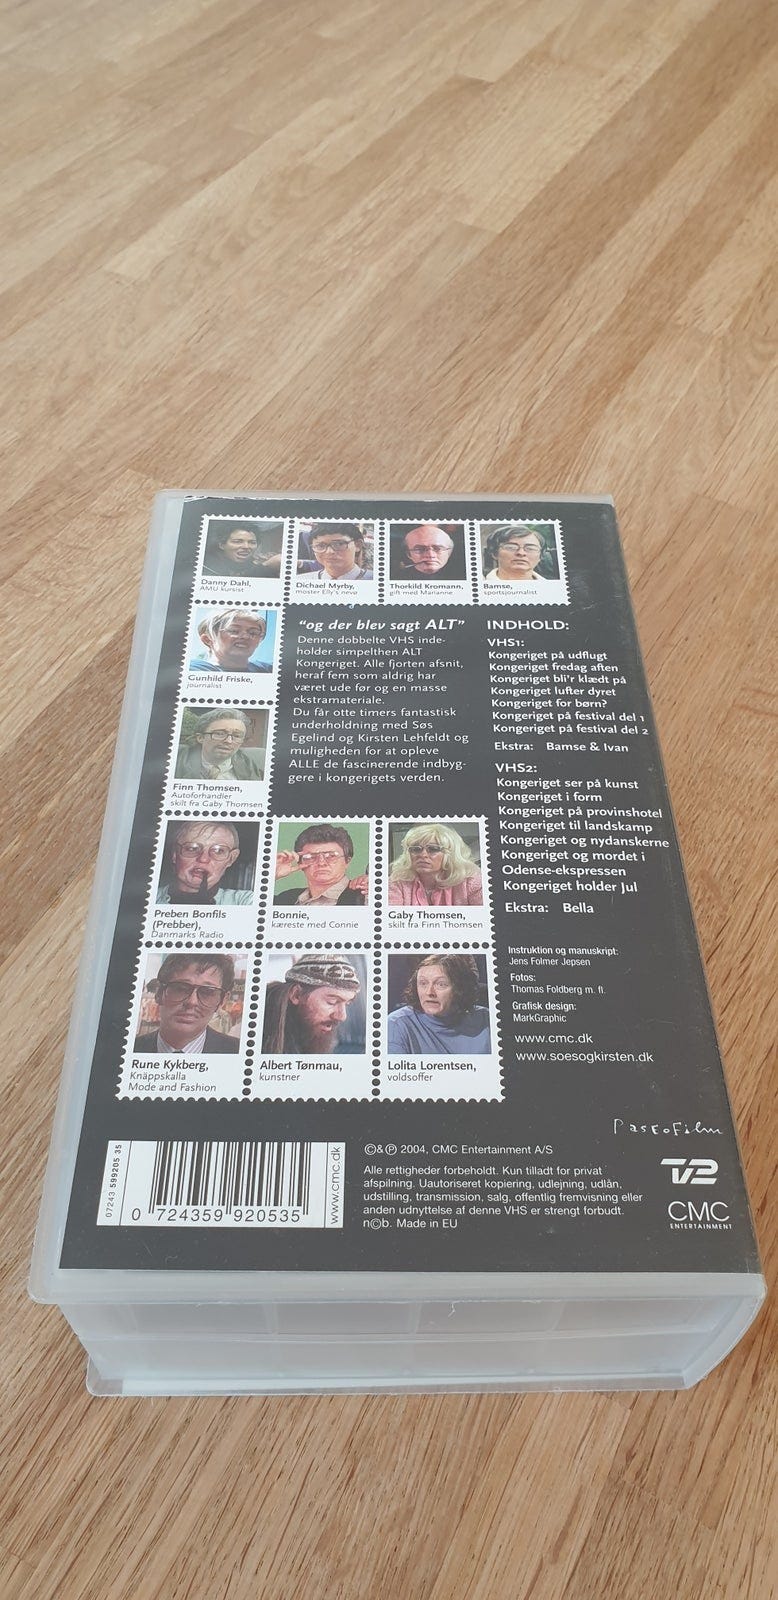 Danny Dahl,
AMU kursist
Dichael Myrby,
moster Elly's nevø
Thorkild Kromann,
gift med Marianne
Bamse,
sportsjournalist
Gunhild Friske,
journalist
Finn Thomsen,
Autoforhandler
skilt fra Gaby Thomsen
"og der blev sagt ALT"
Denne dobbelte VHS inde-
holder simpelthen ALT
Kongeriget. Alle fjorten afsnit,
heraf fem som aldrig har
været ude før og en masse
ekstramateriale.
Du får otte timers fantastisk
underholdning med Søs
Egelind og Kirsten Lehfeldt og
muligheden for at opleve
ALLE de fascinerende indbyg-
gere i kongerigets verden.
INDHOLD:
VHS1:
Kongeriget på udflugt
Kongeriget fredag aften
Kongeriget bli'r klædt på
Kongeriget lufter dyret
Kongeriget for børn?
Kongeriget på festival del 1
Kongeriget på festival del 2
Ekstra: Bamse & Ivan
VHS2:
Kongeriget ser på kunst
Kongeriget i form
Kongeriget på provinshotel
Kongeriget til landskamp
Kongeriget og nydanskerne
Kongeriget og mordet i
Odense-ekspressen
Kongeriget holder Jul
Ekstra: Bella
Preben Bonfils
(Prebber),
Danmarks Radio
Bonnie,
kæreste med Connie
Gaby Thomsen,
skilt fra Finn Thomsen
Rune Kykberg,
Knäppskalla
Mode and Fashion
Albert Tønmau,
kunstner
Lolita Lorentsen,
voldsoffer
Instruktion og manuskript:
Jens Folmer Jepsen
Fotos:
Thomas Foldberg m. fl.
Grafisk design:
MarkGraphic
www.cmc.dk
www.soesogkirsten.dk
PastoFilm
07243 599205 35
0 724359 920535
www.cmc.dk
©&℗ 2004, CMC Entertainment A/S
Alle rettigheder forbeholdt. Kun tilladt for privat
afspilning. Uautoriseret kopiering, udlejning, udlån,
udstilling, transmission, salg, offentlig fremvisning eller
anden udnyttelse af denne VHS er strengt forbudt.
n©b. Made in EU
TV2
CMC
ENTERTAINMENT